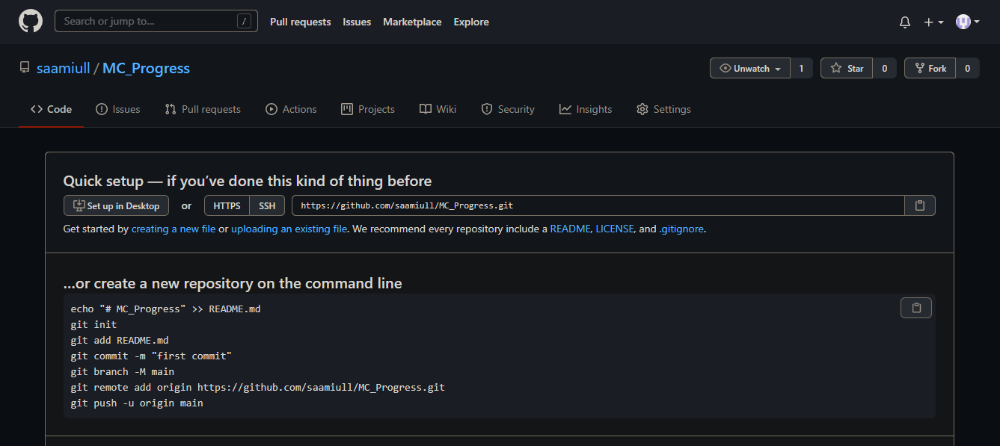 Search or jump to... /
Pull requests Issues Marketplace Explore
saamiull / MC_Progress
Unwatch 1 Star 0 Fork 0
Code Issues Pull requests Actions Projects Wiki Security Insights Settings
Quick setup — if you’ve done this kind of thing before
Set up in Desktop or HTTPS SSH https://github.com/saamiull/MC_Progress.git
Get started by creating a new file or uploading an existing file. We recommend every repository include a README, LICENSE, and .gitignore.
…or create a new repository on the command line
echo "# MC_Progress" >> README.md
git init
git add README.md
git commit -m "first commit"
git branch -M main
git remote add origin https://github.com/saamiull/MC_Progress.git
git push -u origin main